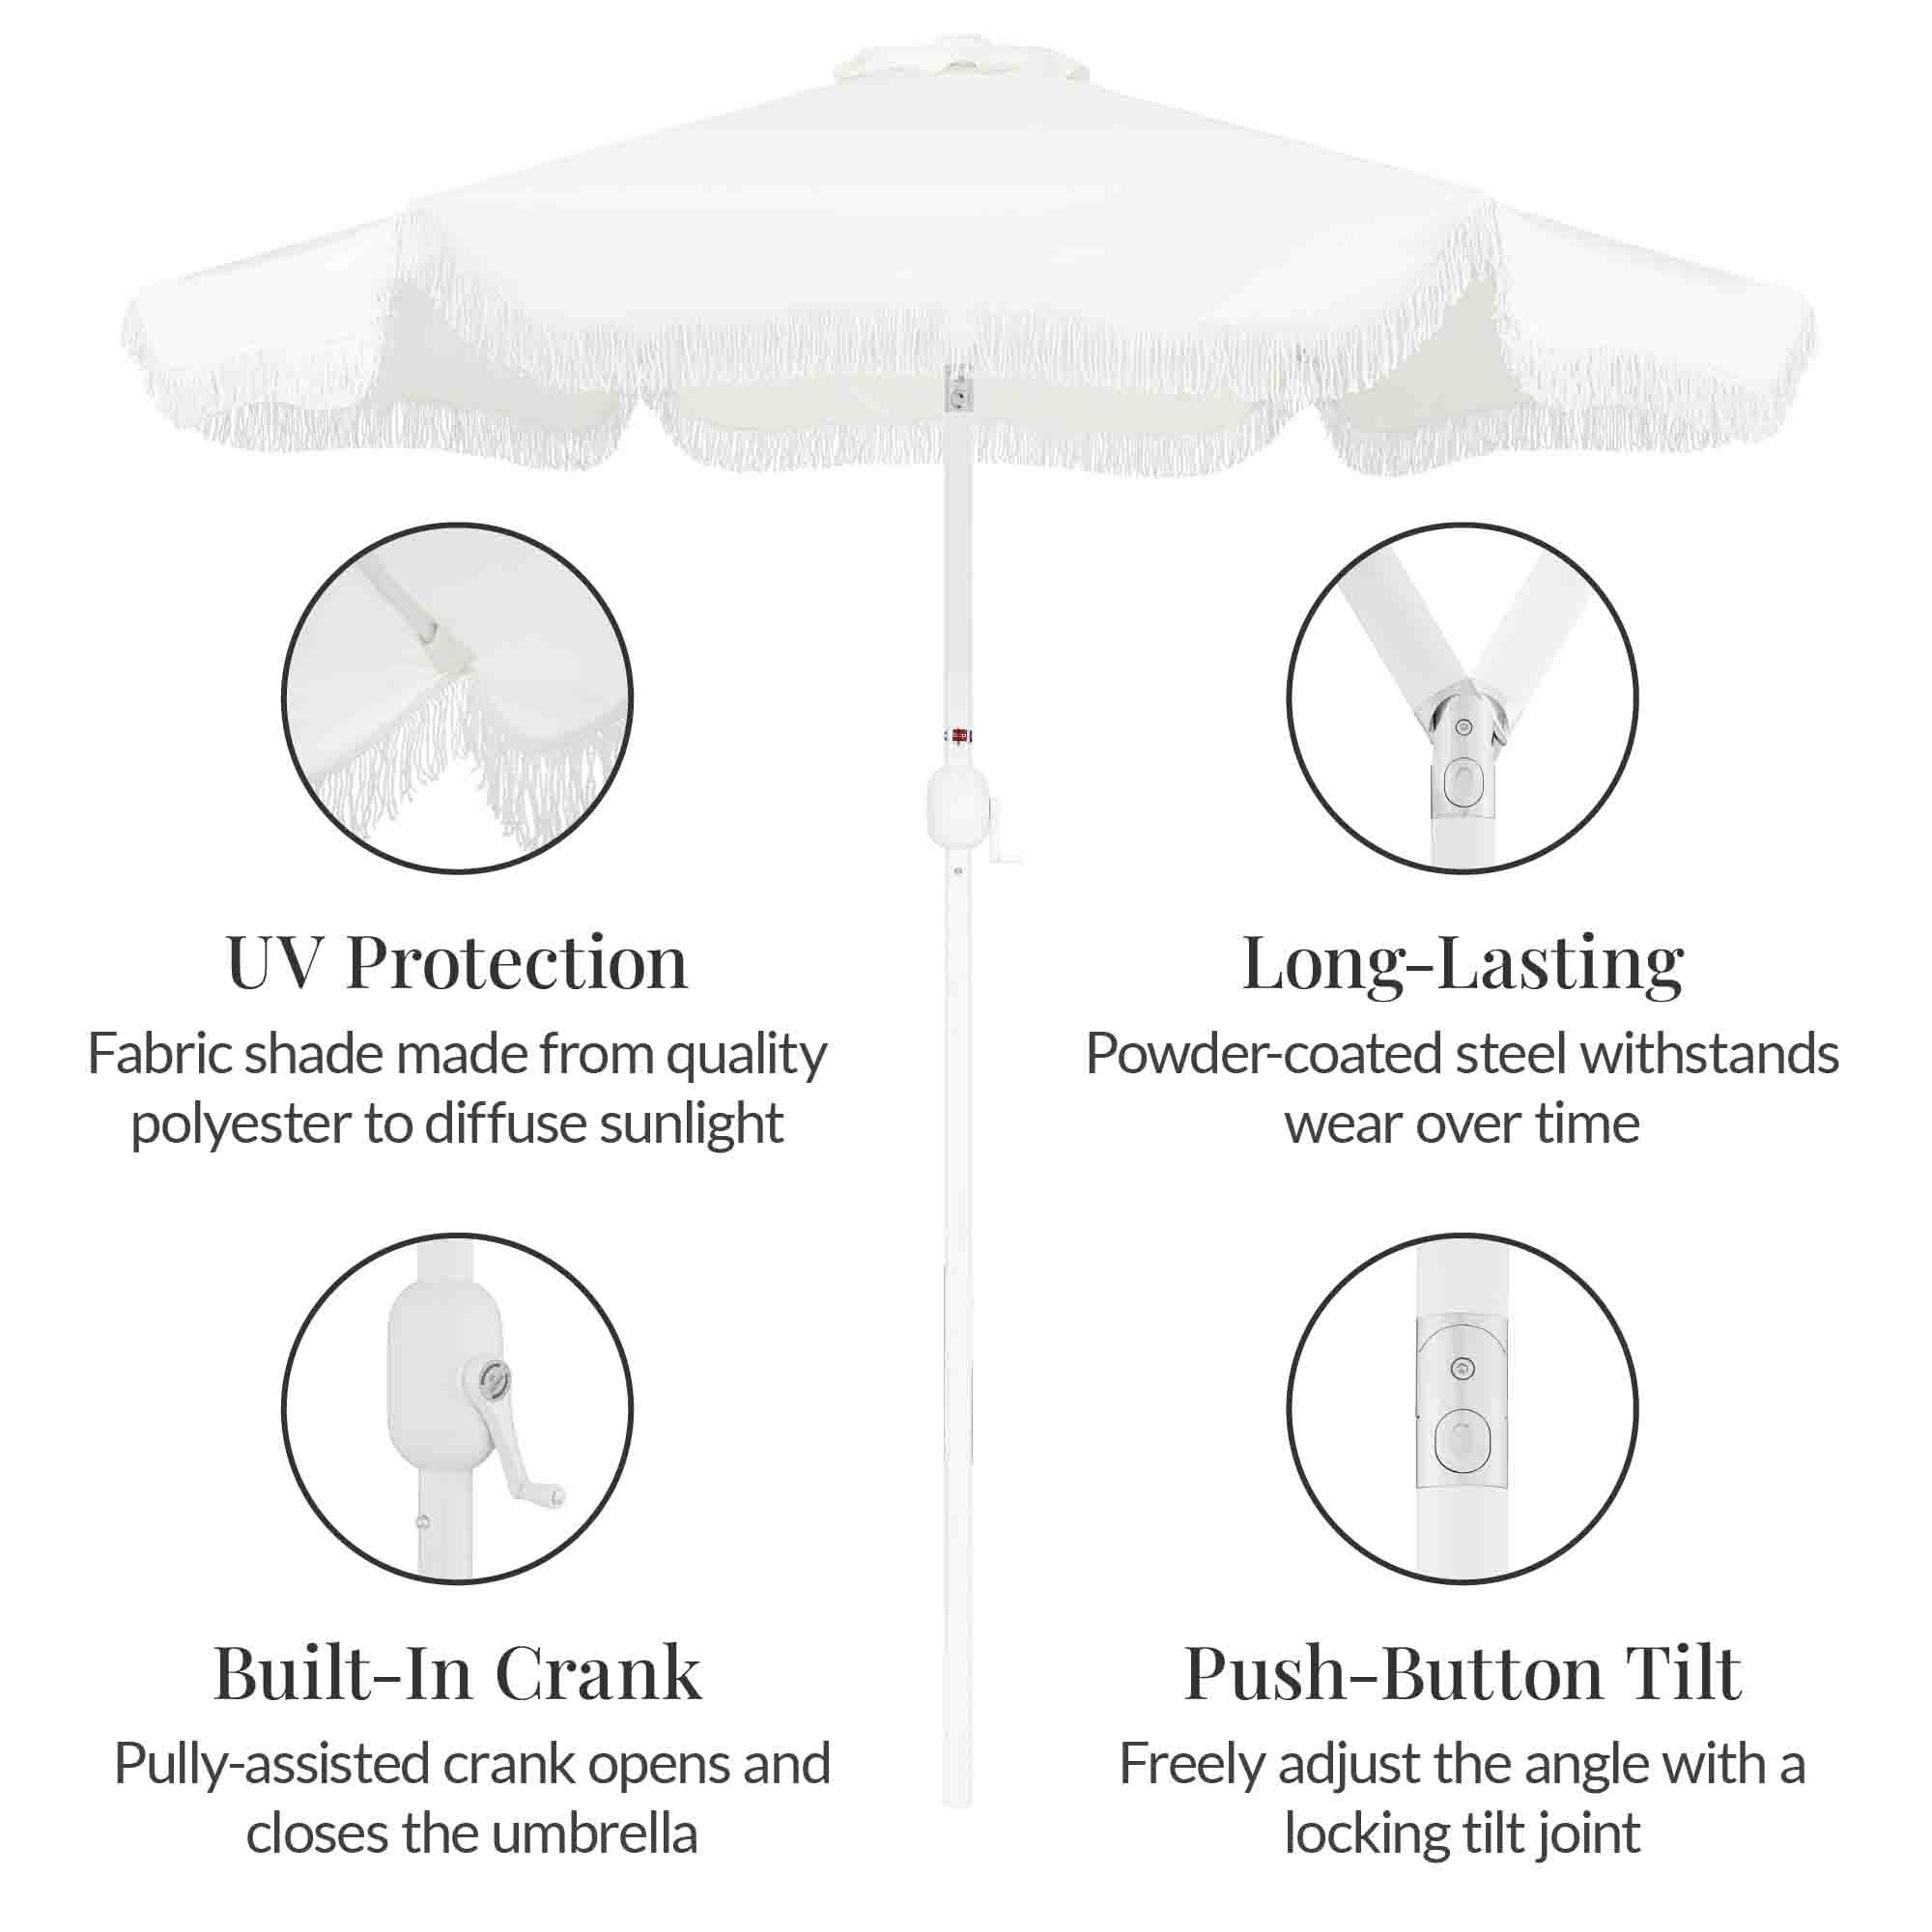 UV Protection
Fabric shade made from quality
polyester to diffuse sunlight
Long-Lasting
Powder-coated steel withstands
wear over time
Built-In Crank
Pully-assisted crank opens and
closes the umbrella
Push-Button Tilt
Freely adjust the angle with a
locking tilt joint